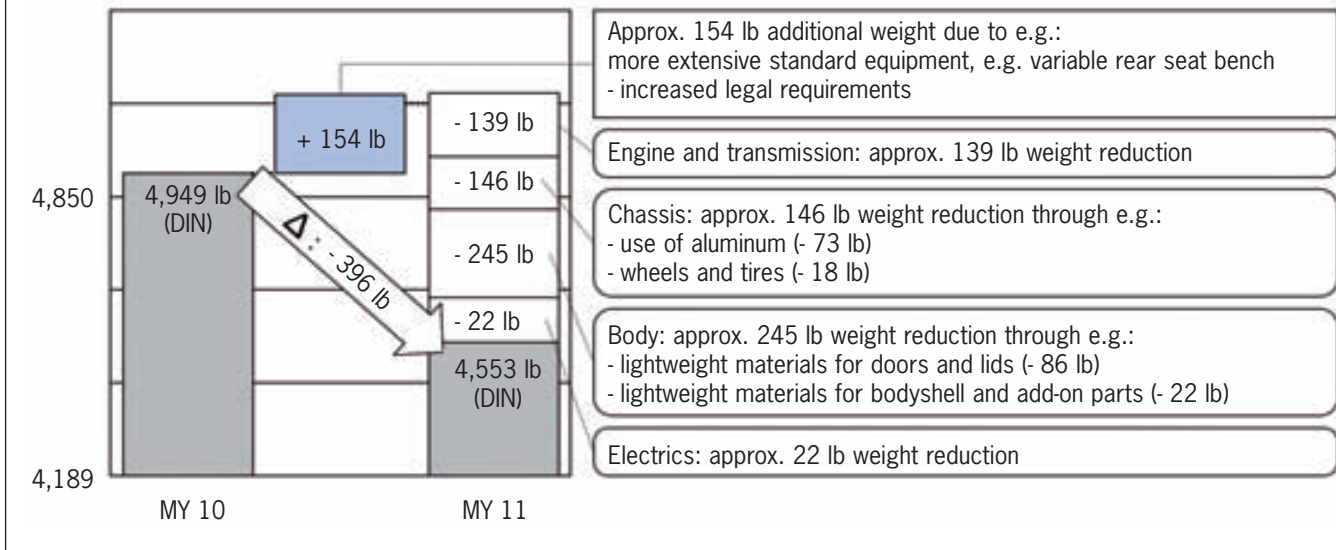 Approx. 154 lb additional weight due to e.g.:
more extensive standard equipment, e.g. variable rear seat bench
- increased legal requirements
+ 154 lb
- 139 lb
Engine and transmission: approx. 139 lb weight reduction
4,850
4,949 lb
(DIN)
Δ : - 396 lb
- 146 lb
Chassis: approx. 146 lb weight reduction through e.g.:
- use of aluminum (- 73 lb)
- wheels and tires (- 18 lb)
- 245 lb
- 22 lb
Body: approx. 245 lb weight reduction through e.g.:
- lightweight materials for doors and lids (- 86 lb)
- lightweight materials for bodyshell and add-on parts (- 22 lb)
4,553 lb
(DIN)
Electrics: approx. 22 lb weight reduction
4,189
MY 10
MY 11